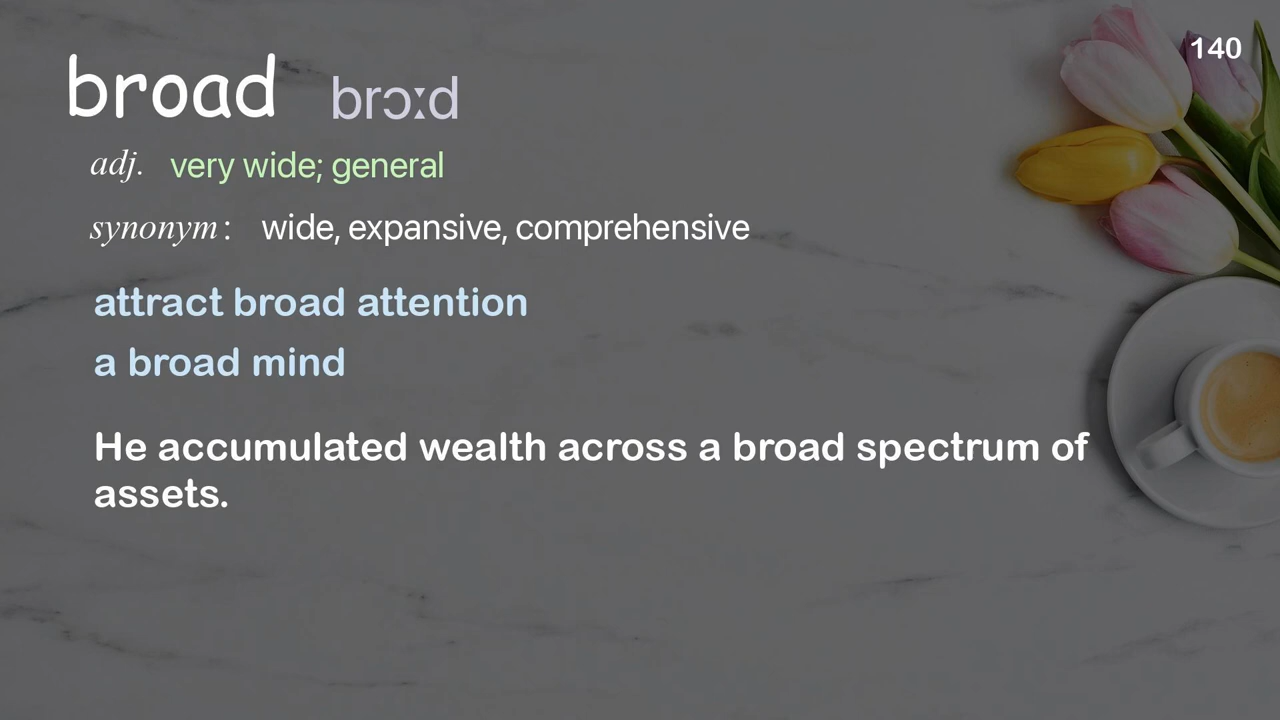 140
broad brɔːd
adj. very wide; general
synonym: wide, expansive, comprehensive
attract broad attention
a broad mind
He accumulated wealth across a broad spectrum of
assets.